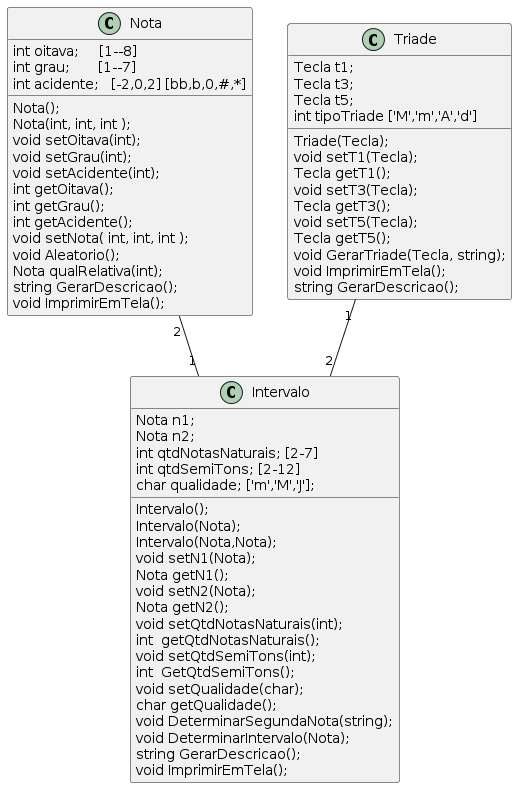 C Nota
int oitava; [1--8]
int grau; [1--7]
int acidente; [-2,0,2] [bb,b,0,#,*]
Nota();
Nota(int, int, int );
void setOitava(int);
void setGrau(int);
void setAcidente(int);
int getOitava();
int getGrau();
int getAcidente();
void setNota( int, int, int );
void Aleatorio();
Nota qualRelativa(int);
string GerarDescricao();
void ImprimirEmTela();
C Triade
Tecla t1;
Tecla t3;
Tecla t5;
int tipoTriade ['M','m','A','d']
Triade(Tecla);
void setT1(Tecla);
Tecla getT1();
void setT3(Tecla);
Tecla getT3();
void setT5(Tecla);
Tecla getT5();
void GerarTriade(Tecla, string);
void ImprimirEmTela();
string GerarDescricao();
2
1
1
2
C Intervalo
Nota n1;
Nota n2;
int qtdNotasNaturais; [2-7]
int qtdSemiTons; [2-12]
char qualidade; ['m','M','J'];
Intervalo();
Intervalo(Nota);
Intervalo(Nota,Nota);
void setN1(Nota);
Nota getN1();
void setN2(Nota);
Nota getN2();
void setQtdNotasNaturais(int);
int getQtdNotasNaturais();
void setQtdSemiTons(int);
int GetQtdSemiTons();
void setQualidade(char);
char getQualidade();
void DeterminarSegundaNota(string);
void DeterminarIntervalo(Nota);
string GerarDescricao();
void ImprimirEmTela();